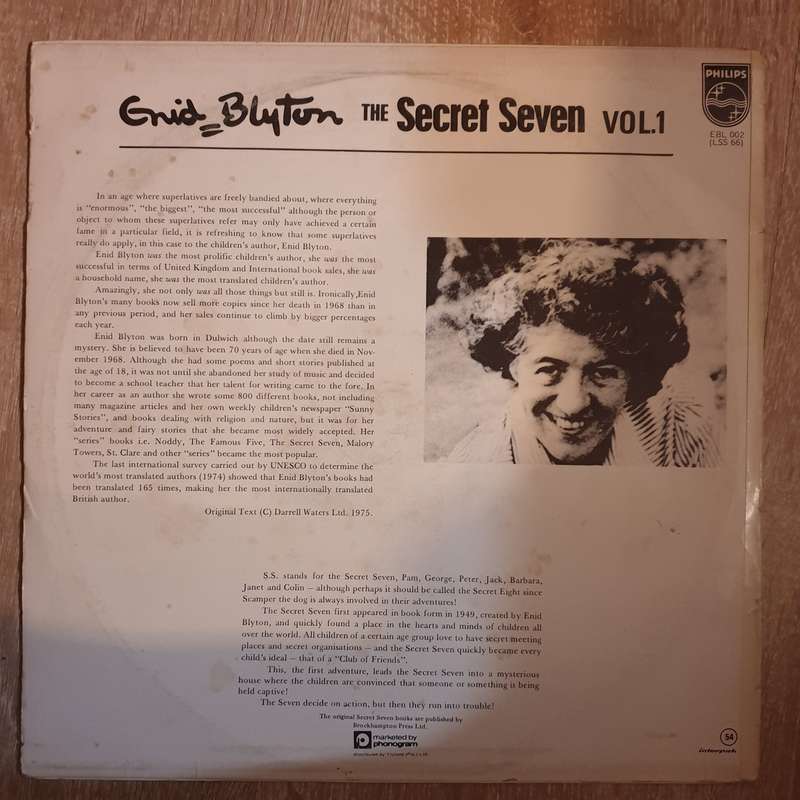 PHILIPS
Enid Blyton THE Secret Seven VOL.1
EBL 002
(LSS 66)
In an age where superlatives are freely bandied about, where everything
is "enormous", "the biggest", "the most successful" although the person or
object to whom these superlatives refer may only have achieved a certain
fame in a particular field, it is refreshing to know that some superlatives
really do apply, in this case to the children's author, Enid Blyton.
Enid Blyton was the most prolific children's author, she was the most
successful in terms of United Kingdom and International book sales, she was
a household name, she was the most translated children's author.
Amazingly, she not only was all those things but still is. Ironically,Enid
Blyton's many books now sell more copies since her death in 1968 than in
any previous period, and her sales continue to climb by bigger percentages
each year.
Enid Blyton was born in Dulwich although the date still remains a
mystery. She is believed to have been 70 years of age when she died in Nov-
ember 1968. Although she had some poems and short stories published at
the age of 18, it was not until she abandoned her study of music and decided
to become a school teacher that her talent for writing came to the fore. In
her career as an author she wrote some 800 different books, not including
many magazine articles and her own weekly children's newspaper "Sunny
Stories", and books dealing with religion and nature, but it was for her
adventure and fairy stories that she became most widely accepted. Her
"series" books i.e. Noddy, The Famous Five, The Secret Seven, Malory
Towers, St. Clare and other "series" became the most popular.
The last international survey carried out by UNESCO to determine the
world's most translated authors (1974) showed that Enid Blyton's books had
been translated 165 times, making her the most internationally translated
British author.
Original Text (C) Darrell Waters Ltd. 1975.
S.S. stands for the Secret Seven, Pam, George, Peter, Jack, Barbara,
Janet and Colin – although perhaps it should be called the Secret Eight since
Scamper the dog is always involved in their adventures!
The Secret Seven first appeared in book form in 1949, created by Enid
Blyton, and quickly found a place in the hearts and minds of children all
over the world. All children of a certain age group love to have secret meeting
places and secret organisations – and the Secret Seven quickly became every
child's ideal – that of a "Club of Friends".
This, the first adventure, leads the Secret Seven into a mysterious
house where the children are convinced that someone or something is being
held captive!
The Seven decide on action, but then they run into trouble!
The original Secret Seven books are published by
Brockhampton Press Ltd.
marketed by
phonogram
54